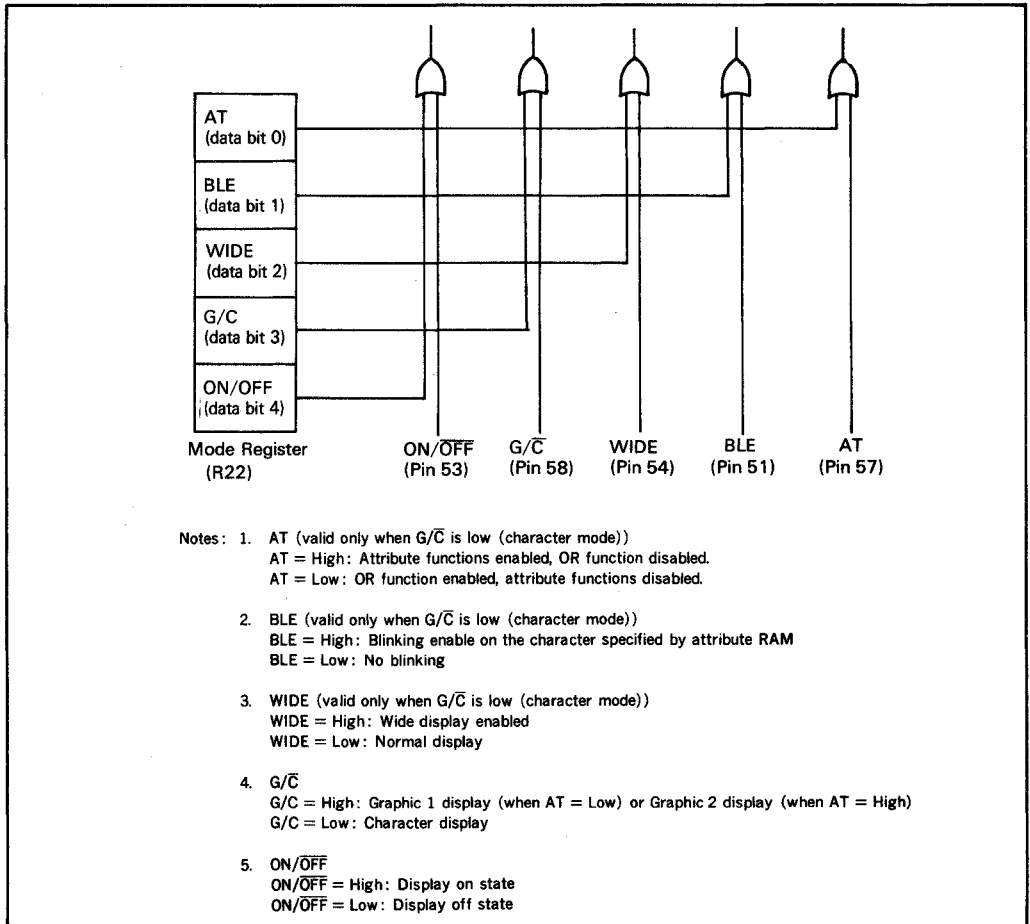 AT
(data bit 0)
BLE
(data bit 1)
WIDE
(data bit 2)
G/C
(data bit 3)
ON/OFF
(data bit 4)
Mode Register
(R22)
ON/O̅F̅F̅ G/C̅ WIDE BLE AT
(Pin 53) (Pin 58) (Pin 54) (Pin 51) (Pin 57)
Notes: 1. AT (valid only when G/C̅ is low (character mode))
AT = High: Attribute functions enabled, OR function disabled.
AT = Low: OR function enabled, attribute functions disabled.
2. BLE (valid only when G/C̅ is low (character mode))
BLE = High: Blinking enable on the character specified by attribute RAM
BLE = Low: No blinking
3. WIDE (valid only when G/C̅ is low (character mode))
WIDE = High: Wide display enabled
WIDE = Low: Normal display
4. G/C̅
G/C = High: Graphic 1 display (when AT = Low) or Graphic 2 display (when AT = High)
G/C = Low: Character display
5. ON/O̅F̅F̅
ON/O̅F̅F̅ = High: Display on state
ON/O̅F̅F̅ = Low: Display off state